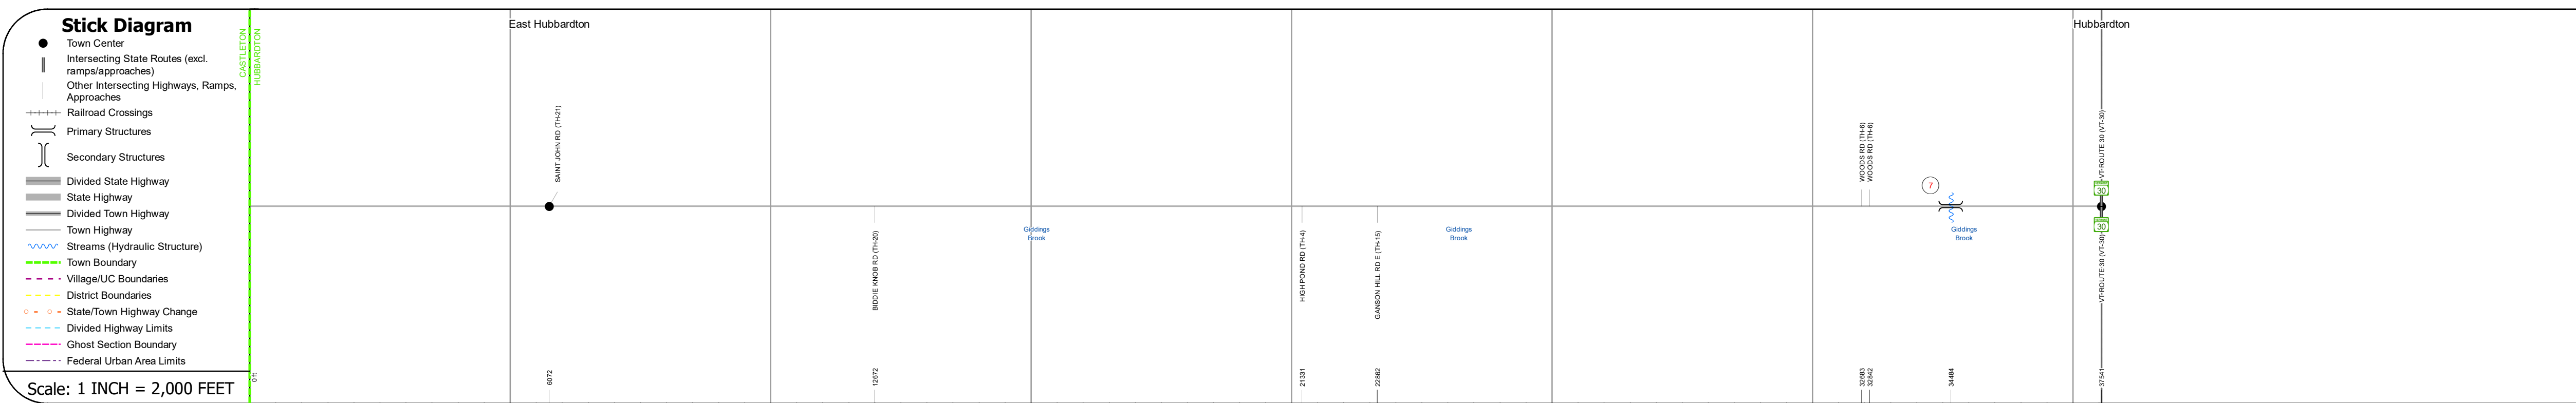 Stick Diagram
Town Center
Intersecting State Routes (excl.
ramps/approaches)
Other Intersecting Highways, Ramps,
Approaches
Railroad Crossings
Primary Structures
Secondary Structures
Divided State Highway
State Highway
Divided Town Highway
Town Highway
Streams (Hydraulic Structure)
Town Boundary
Village/UC Boundaries
District Boundaries
State/Town Highway Change
Divided Highway Limits
Ghost Section Boundary
Federal Urban Area Limits
Scale: 1 INCH = 2,000 FEET
CASTLETON
HUBBARDTON
East Hubbardton
Hubbardton
SAINT JOHN RD (TH-21)
BIDDIE KNOB RD (TH-20)
Giddings
Brook
HIGH POND RD (TH-4)
GANSON HILL RD E (TH-15)
Giddings
Brook
WOODS RD (TH-6)
WOODS RD (TH-6)
7
Giddings
Brook
VT-ROUTE 30 (VT-30)
30
30
VT-ROUTE 30 (VT-30)
0 ft
6072
12672
21331
22862
32683
32842
34484
37541